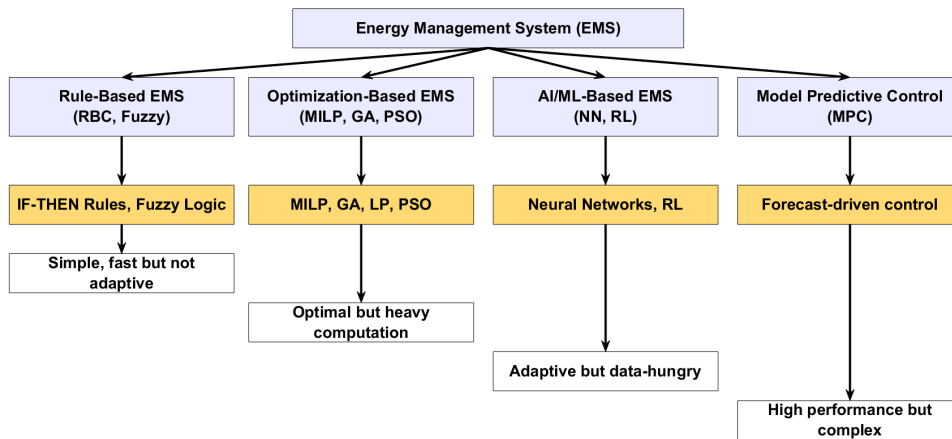 Energy Management System (EMS)
Rule-Based EMS
(RBC, Fuzzy)
Optimization-Based EMS
(MILP, GA, PSO)
AI/ML-Based EMS
(NN, RL)
Model Predictive Control
(MPC)
IF-THEN Rules, Fuzzy Logic
MILP, GA, LP, PSO
Neural Networks, RL
Forecast-driven control
Simple, fast but not
adaptive
Optimal but heavy
computation
Adaptive but data-hungry
High performance but
complex